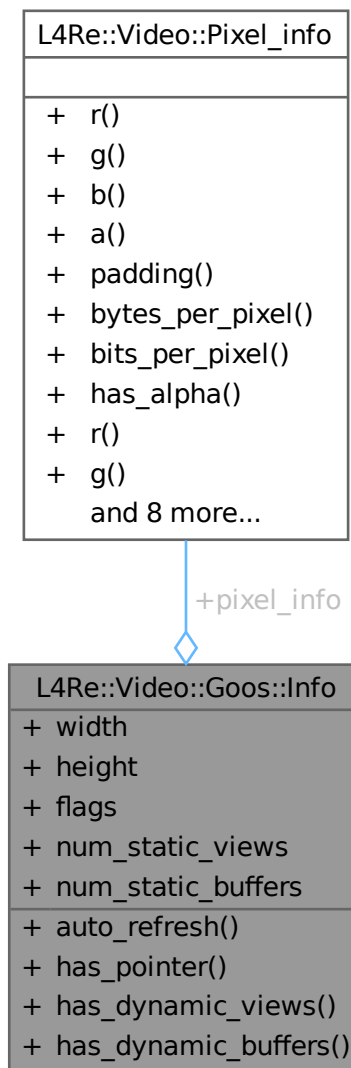 L4Re::Video::Pixel_info
+ r()
+ g()
+ b()
+ a()
+ padding()
+ bytes_per_pixel()
+ bits_per_pixel()
+ has_alpha()
+ r()
+ g()
and 8 more...
+pixel_info
L4Re::Video::Goos::Info
+ width
+ height
+ flags
+ num_static_views
+ num_static_buffers
+ auto_refresh()
+ has_pointer()
+ has_dynamic_views()
+ has_dynamic_buffers()